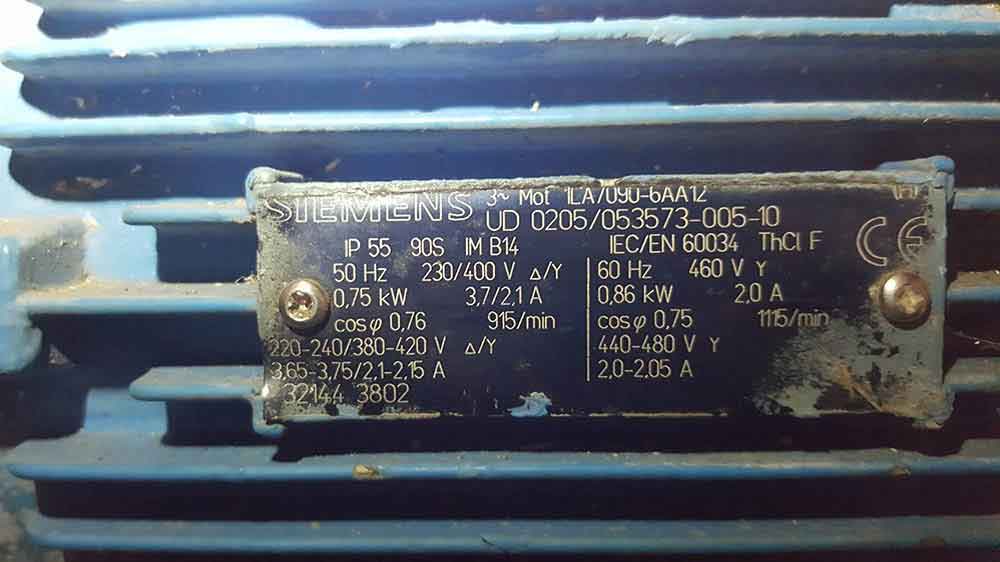 SIEMENS 3~ Mot 1LA7090-6AA12
UD 0205/053573-005-10
IP 55 90S IM B14 IEC/EN 60034 ThCl F
50 Hz 230/400 V △/Y 60 Hz 460 V Y
0,75 kW 3,7/2,1 A 0,86 kW 2,0 A
cosφ 0,76 915/min cosφ 0,75 1115/min
220-240/380-420 V △/Y 440-480 V Y
3,65-3,75/2,1-2,15 A 2,0-2,05 A
32144 3802
CE